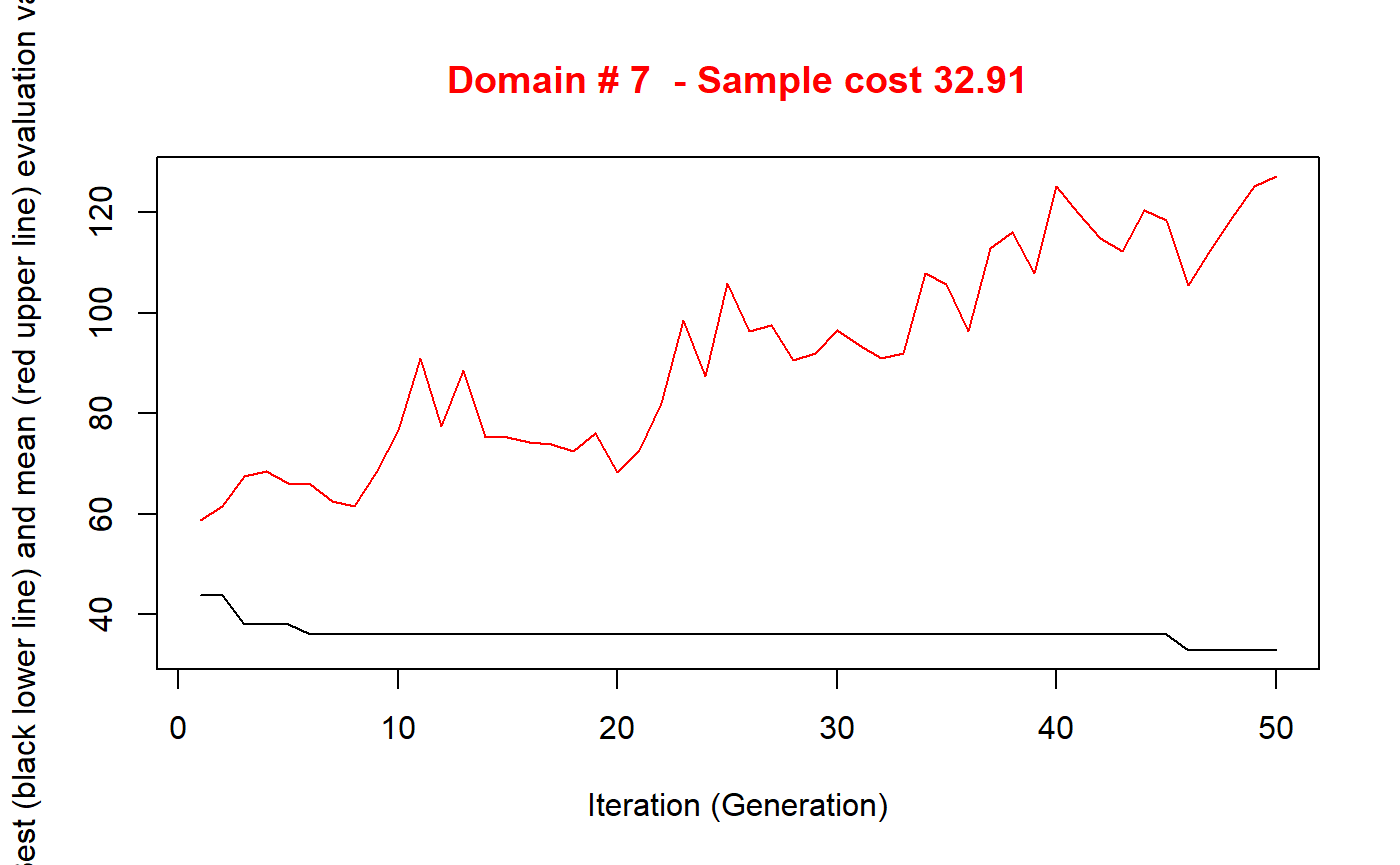 Domain # 7  - Sample cost 32.91
(black lower line) and mean (red upper line) evaluation
120
100
80
60
40
0 10 20 30 40 50
Iteration (Generation)